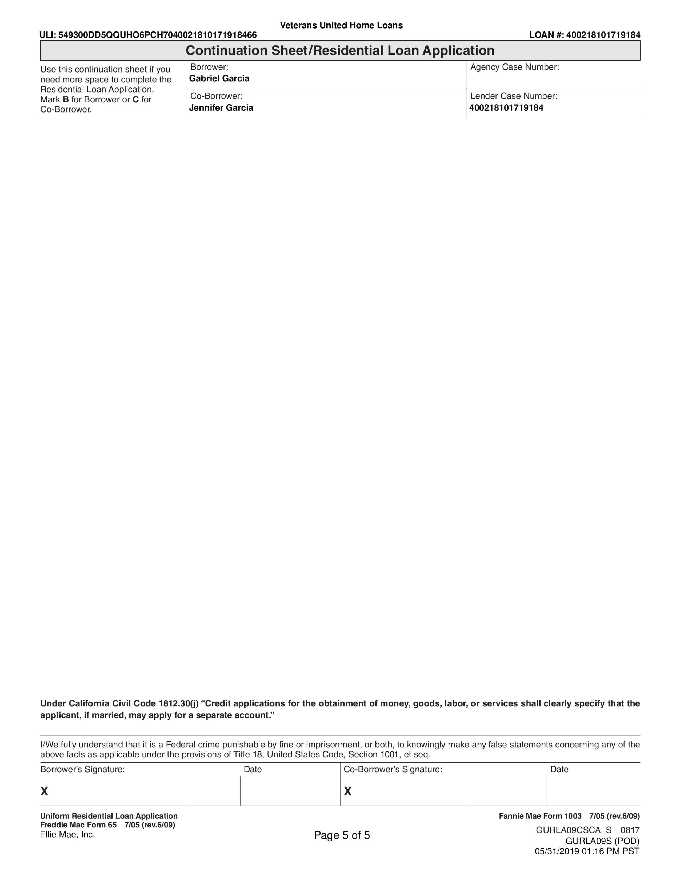 Veterans United Home Loans
ULI: 549300DD5QQUHO6PCH7040021810171918466 LOAN #: 400218101719184
Continuation Sheet/Residential Loan Application
Use this continuation sheet if you
need more space to complete the
Residential Loan Application.
Mark B for Borrower or C for
Co-Borrower.
Borrower:
Gabriel Garcia
Agency Case Number:
Co-Borrower:
Jennifer Garcia
Lender Case Number:
400218101719184
Under California Civil Code 1812.30(j) "Credit applications for the obtainment of money, goods, labor, or services shall clearly specify that the
applicant, if married, may apply for a separate account."
I/We fully understand that it is a Federal crime punishable by fine or imprisonment, or both, to knowingly make any false statements concerning any of the
above facts as applicable under the provisions of Title 18, United States Code, Section 1001, et seq.
Borrower's Signature: Date Co-Borrower's Signature: Date
X X
Uniform Residential Loan Application
Freddie Mac Form 65 7/05 (rev.6/09)
Ellie Mae, Inc.
Page 5 of 5
Fannie Mae Form 1003 7/05 (rev.6/09)
GURLA09CSCA_S 0817
GURLA09S (POD)
05/31/2019 01:16 PM PST